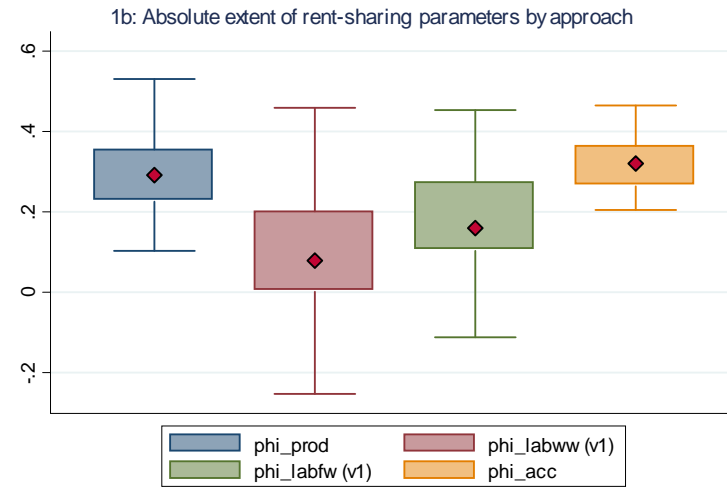 1b: Absolute extent of rent-sharing parameters by approach
.6
.4
.2
0
-.2
phi_prod
phi_labww (v1)
phi_labfw (v1)
phi_acc